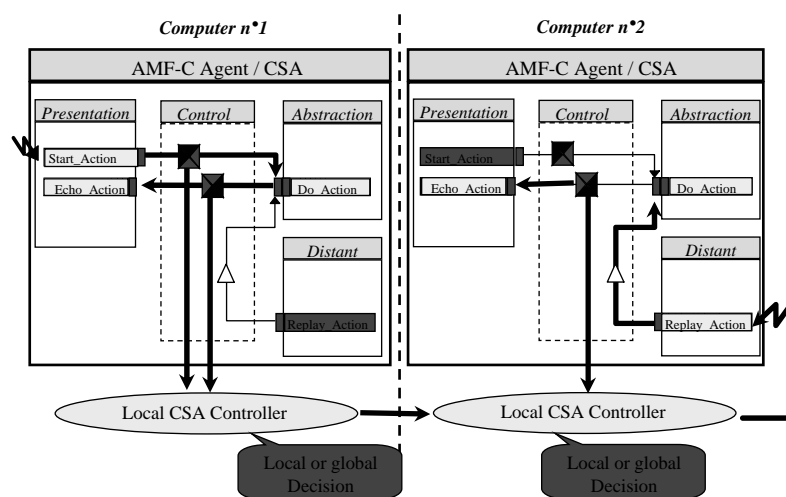 Computer n•1
AMF-C Agent / CSA
Presentation
Control
Abstraction
Start_Action
Echo_Action
Do_Action
Distant
Replay_Action
Local CSA Controller
Local or global
Decision
Computer n•2
AMF-C Agent / CSA
Presentation
Control
Abstraction
Start_Action
Echo_Action
Do_Action
Distant
Replay_Action
Local CSA Controller
Local or global
Decision